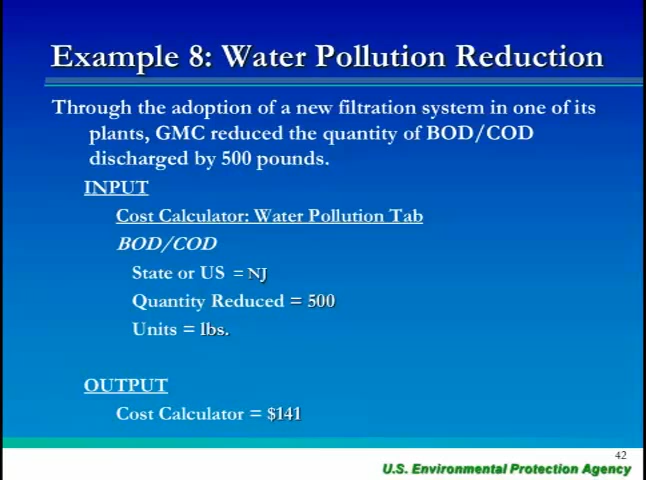 Example 8: Water Pollution Reduction
Through the adoption of a new filtration system in one of its
plants, GMC reduced the quantity of BOD/COD
discharged by 500 pounds.
INPUT
Cost Calculator: Water Pollution Tab
BOD/COD
State or US = NJ
Quantity Reduced = 500
Units = lbs.
OUTPUT
Cost Calculator = $141
42
U.S. Environmental Protection Agency